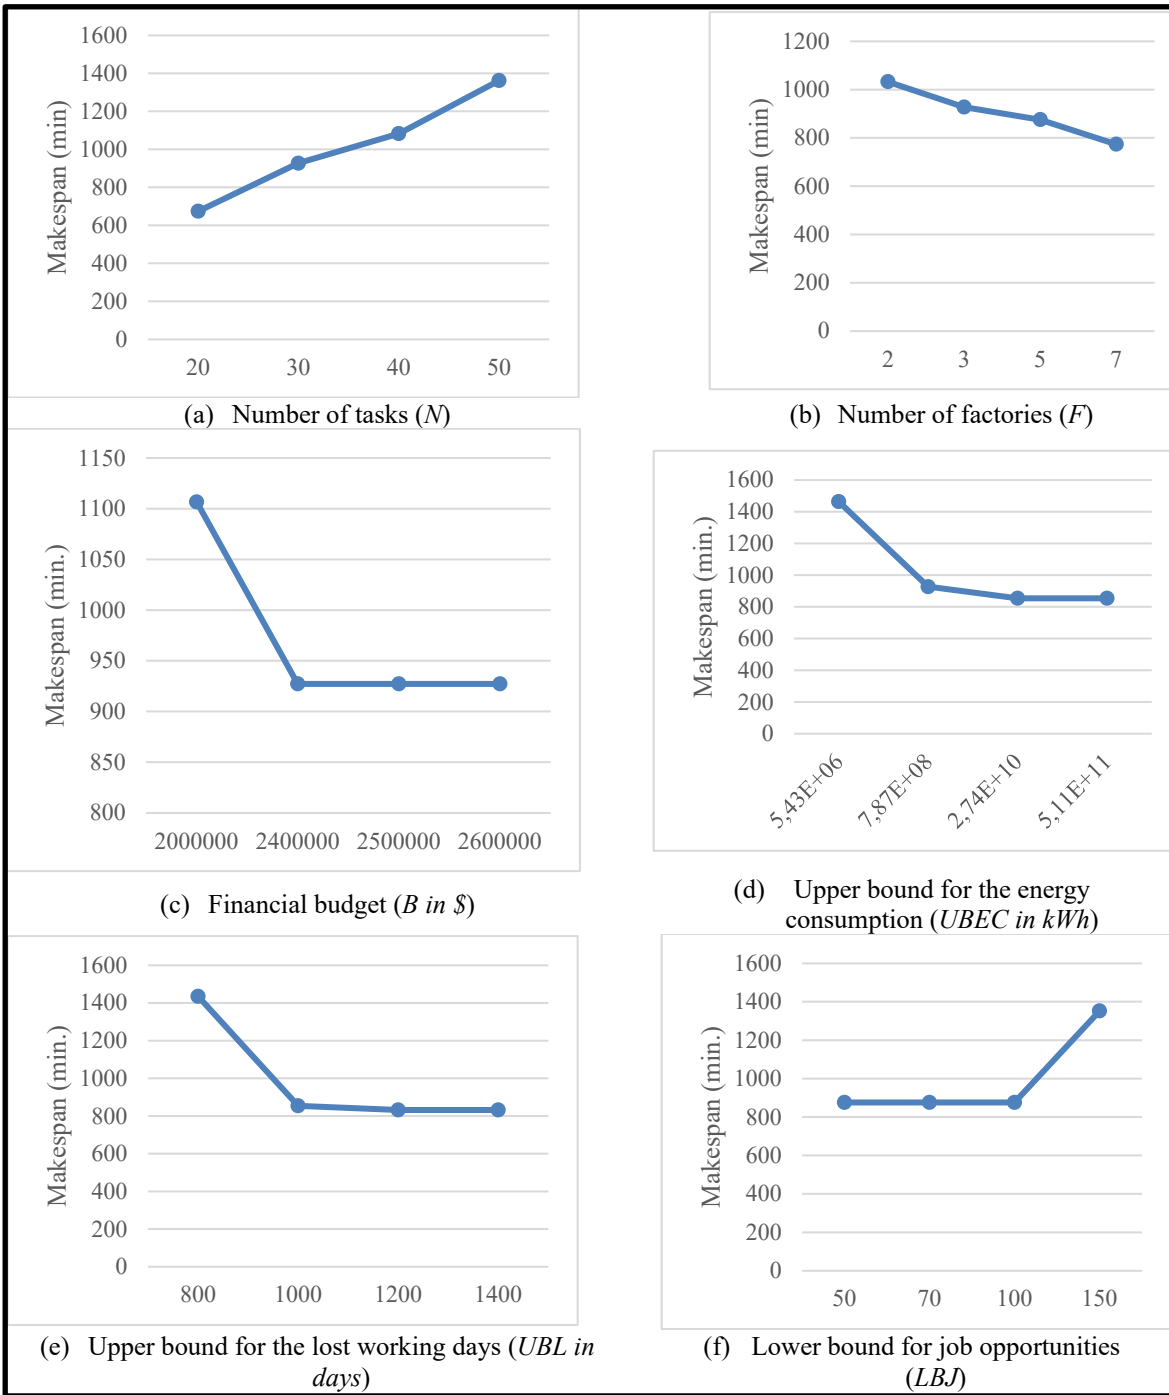 1600
1400
1200
1000
800
600
400
200
0
Makespan (min)
20 30 40 50
(a) Number of tasks (N)
1200
1000
800
600
400
200
0
Makespan (min)
2 3 5 7
(b) Number of factories (F)
1150
1100
1050
1000
950
900
850
800
Makespan (min.)
2000000 2400000 2500000 2600000
(c) Financial budget (B in $)
1600
1400
1200
1000
800
600
400
200
0
Makespan (min.)
5,43E+06 7,87E+08 2,74E+10 5,11E+11
(d) Upper bound for the energy
consumption (UBEC in kWh)
1600
1400
1200
1000
800
600
400
200
0
Makespan (min.)
800 1000 1200 1400
(e) Upper bound for the lost working days (UBL in
days)
1600
1400
1200
1000
800
600
400
200
0
Makespan (min.)
50 70 100 150
(f) Lower bound for job opportunities
(LBJ)